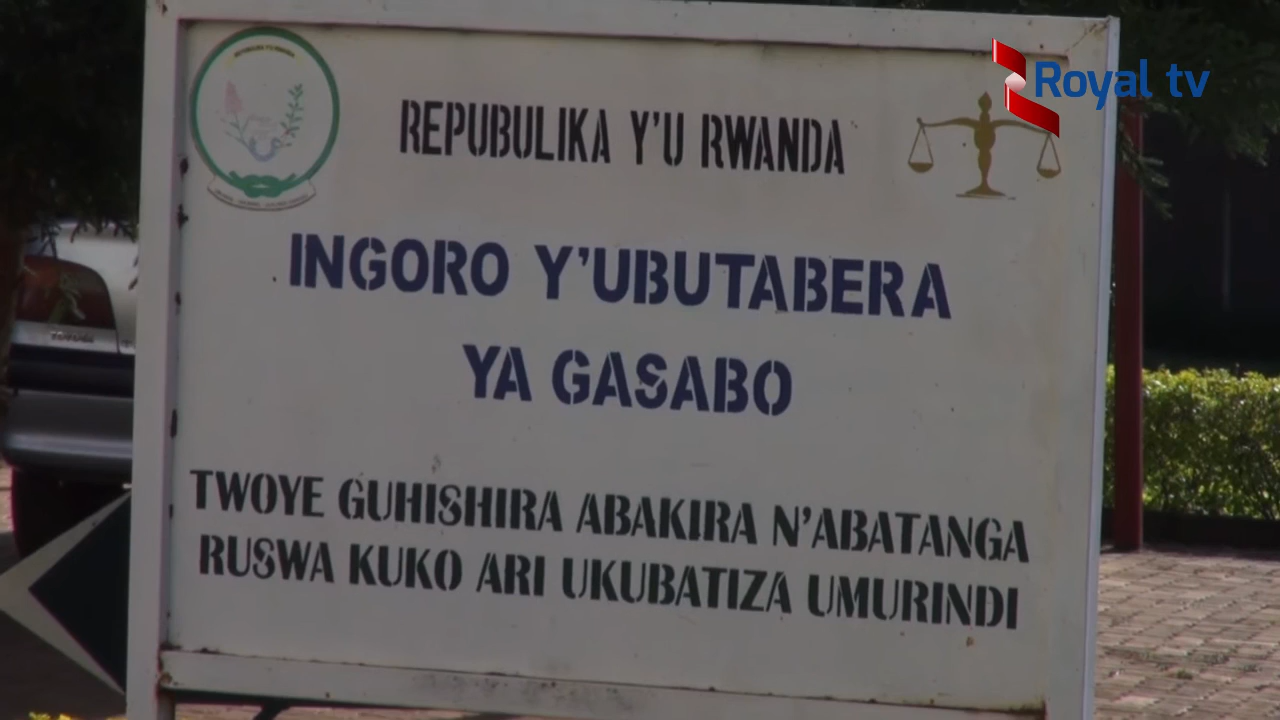 Royal tv
REPUBULIKA Y'U RWANDA
INGORO Y'UBUTABERA
YA GASABO
TWOYE GUHISHIRA ABAKIRA N'ABATANGA
RUSWA KUKO ARI UKUBATIZA UMURINDI